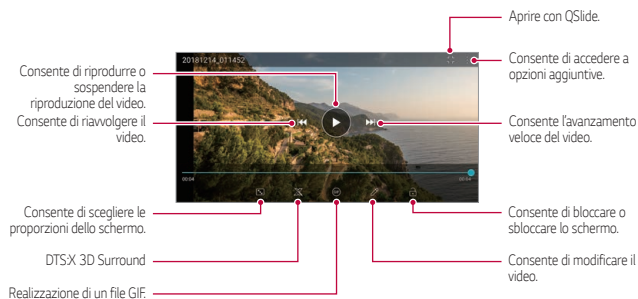 Aprire con QSlide.
20181214_011452
Consente di accedere a
opzioni aggiuntive.
Consente di riprodurre o
sospendere la
riproduzione del video.
Consente di riavvolgere il
video.
Consente l'avanzamento
veloce del video.
00:04
00:04
Consente di scegliere le
proporzioni dello schermo.
Consente di bloccare o
sbloccare lo schermo.
DTS:X 3D Surround
Consente di modificare il
video.
Realizzazione di un file GIF.